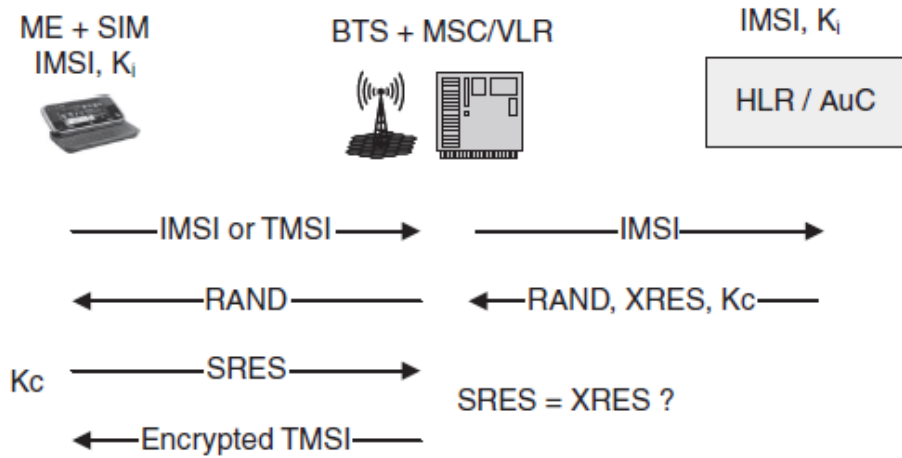 ME + SIM
IMSI, Ki
BTS + MSC/VLR
IMSI, Ki
HLR / AuC
IMSI or TMSI
IMSI
RAND
RAND, XRES, Kc
SRES
Kc
SRES = XRES ?
Encrypted TMSI